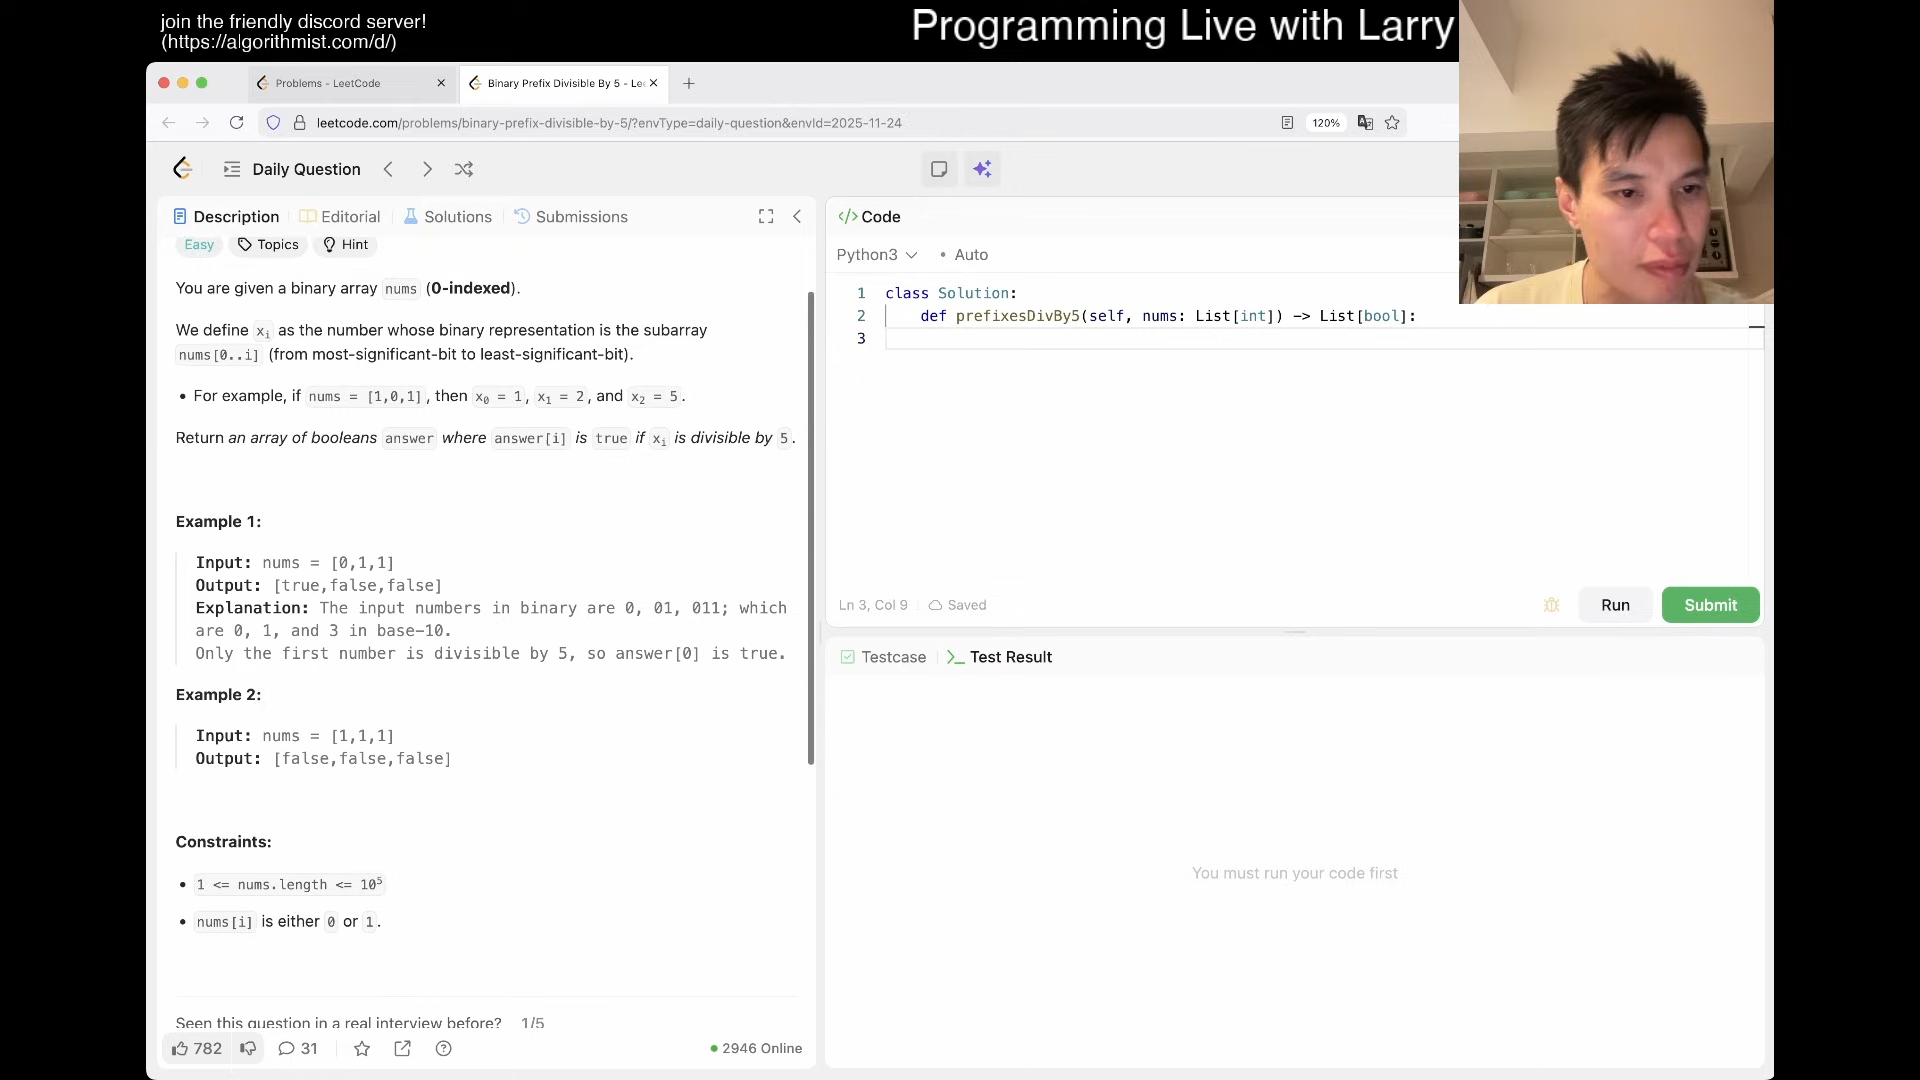 join the friendly discord server!
(https://algorithmist.com/d/)
Programming Live with Larry
Problems - LeetCode
Binary Prefix Divisible By 5 - Le
leetcode.com/problems/binary-prefix-divisible-by-5/?envType=daily-question&envId=2025-11-24
120%
Daily Question
Description
Editorial
Solutions
Submissions
Easy
Topics
Hint
You are given a binary array nums (0-indexed).
We define xi as the number whose binary representation is the subarray
nums[0..i] (from most-significant-bit to least-significant-bit).
• For example, if nums = [1,0,1], then x0 = 1, x1 = 2, and x2 = 5.
Return an array of booleans answer where answer[i] is true if xi is divisible by 5.
Example 1:
Input: nums = [0,1,1]
Output: [true,false,false]
Explanation: The input numbers in binary are 0, 01, 011; which
are 0, 1, and 3 in base-10.
Only the first number is divisible by 5, so answer[0] is true.
Example 2:
Input: nums = [1,1,1]
Output: [false,false,false]
Constraints:
• 1 <= nums.length <= 10^5
• nums[i] is either 0 or 1.
Seen this question in a real interview before? 1/5
782
31
2946 Online
</> Code
Python3 • Auto
1 class Solution:
2 def prefixesDivBy5(self, nums: List[int]) -> List[bool]:
3
Ln 3, Col 9
Saved
Run
Submit
Testcase
Test Result
You must run your code first